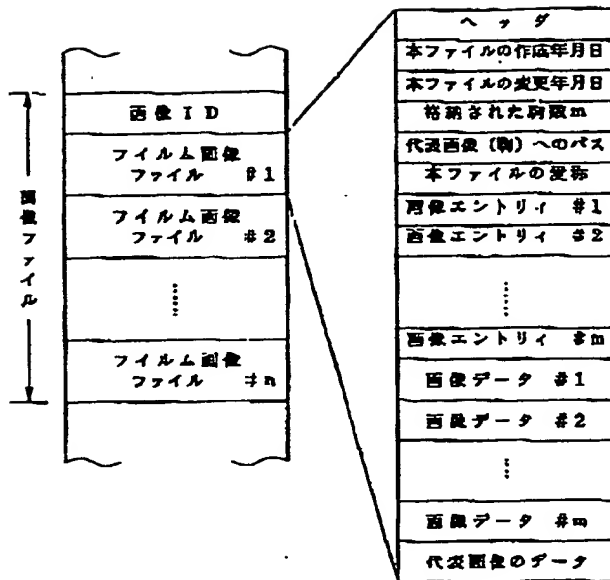 画像ファイル
画像ID
フイルム画像
ファイル #1
フイルム画像
ファイル #2
フイルム画像
ファイル #n
ヘッダ
本ファイルの作成年月日
本ファイルの変更年月日
格納された駒数m
代表画像(駒)へのパス
本ファイルの愛称
画像エントリィ #1
画像エントリィ #2
画像エントリィ #m
画像データ #1
画像データ #2
画像データ #m
代表画像のデータ